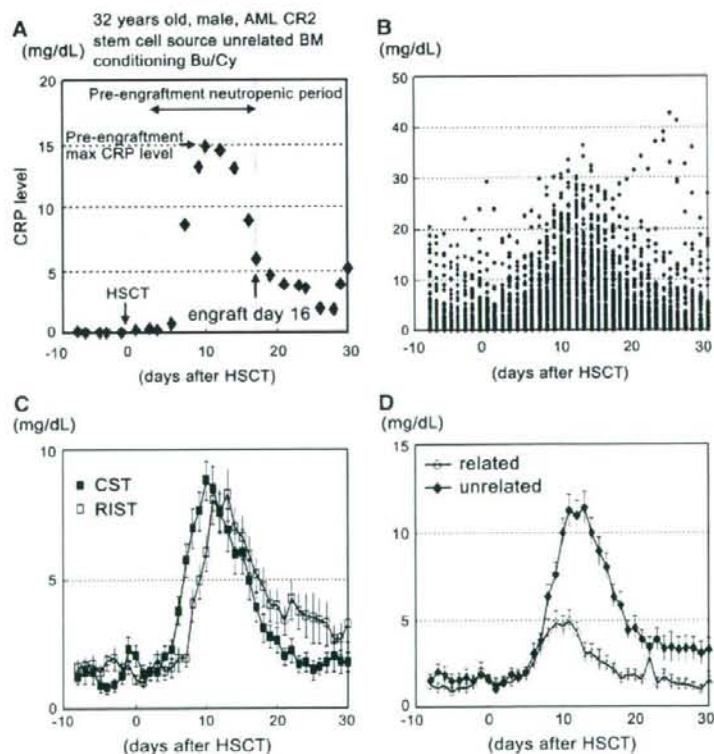 A
32 years old, male, AML CR2
stem cell source unrelated BM
conditioning Bu/Cy
(mg/dL)
20
15
10
5
0
CRP level
Pre-engraftment neutropenic period
Pre-engraftment
max CRP level
HSCT
engraft day 16
-10
0
10
20
30
(days after HSCT)
B
(mg/dL)
50
40
30
20
10
0
-10
0
10
20
30
(days after HSCT)
C
(mg/dL)
10
5
0
CST
RIST
-10
0
10
20
30
(days after HSCT)
D
(mg/dL)
15
10
5
0
related
unrelated
-10
0
10
20
30
(days after HSCT)